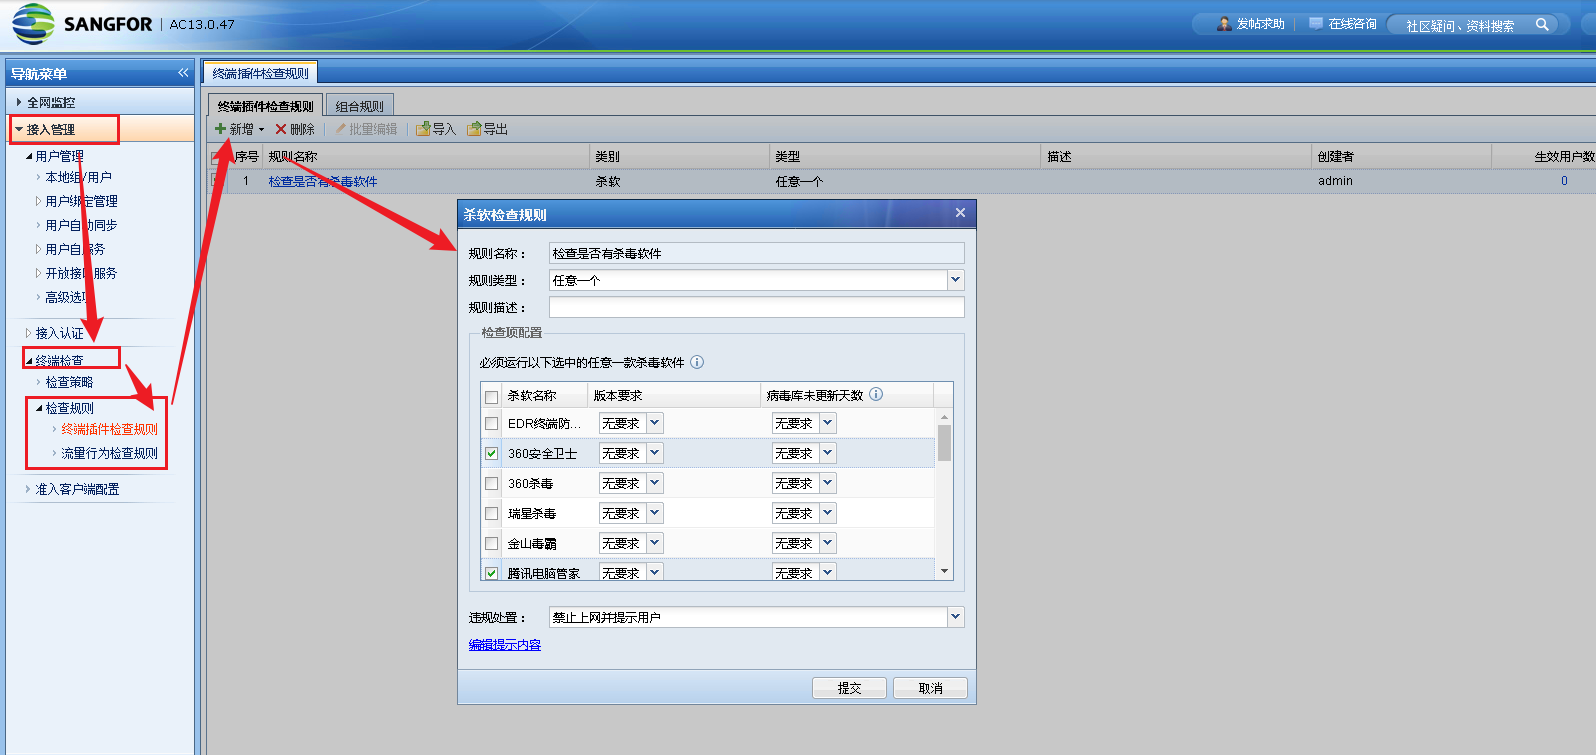 SANGFOR | AC13.0.47
发帖求助
在线咨询
社区疑问、资料搜索
导航菜单
全网监控
接入管理
用户管理
本地组/用户
用户绑定管理
用户自动同步
用户自服务
开放接口服务
高级选项
接入认证
终端检查
检查策略
检查规则
终端插件检查规则
流量行为检查规则
准入客户端配置
终端插件检查规则
终端插件检查规则 组合规则
新增 删除 批量编辑 导入 导出
序号 规则名称 类别 类型 描述 创建者 生效用户数
1 检查是否有杀毒软件 杀软 任意一个 admin 0
杀软检查规则
规则名称： 检查是否有杀毒软件
规则类型： 任意一个
规则描述：
检查项配置
必须运行以下选中的任意一款杀毒软件
杀软名称 版本要求 病毒库未更新天数
EDR终端防... 无要求 无要求
360安全卫士 无要求 无要求
360杀毒 无要求 无要求
瑞星杀毒 无要求 无要求
金山毒霸 无要求 无要求
腾讯电脑管家 无要求 无要求
违规处置： 禁止上网并提示用户
编辑提示内容
提交 取消